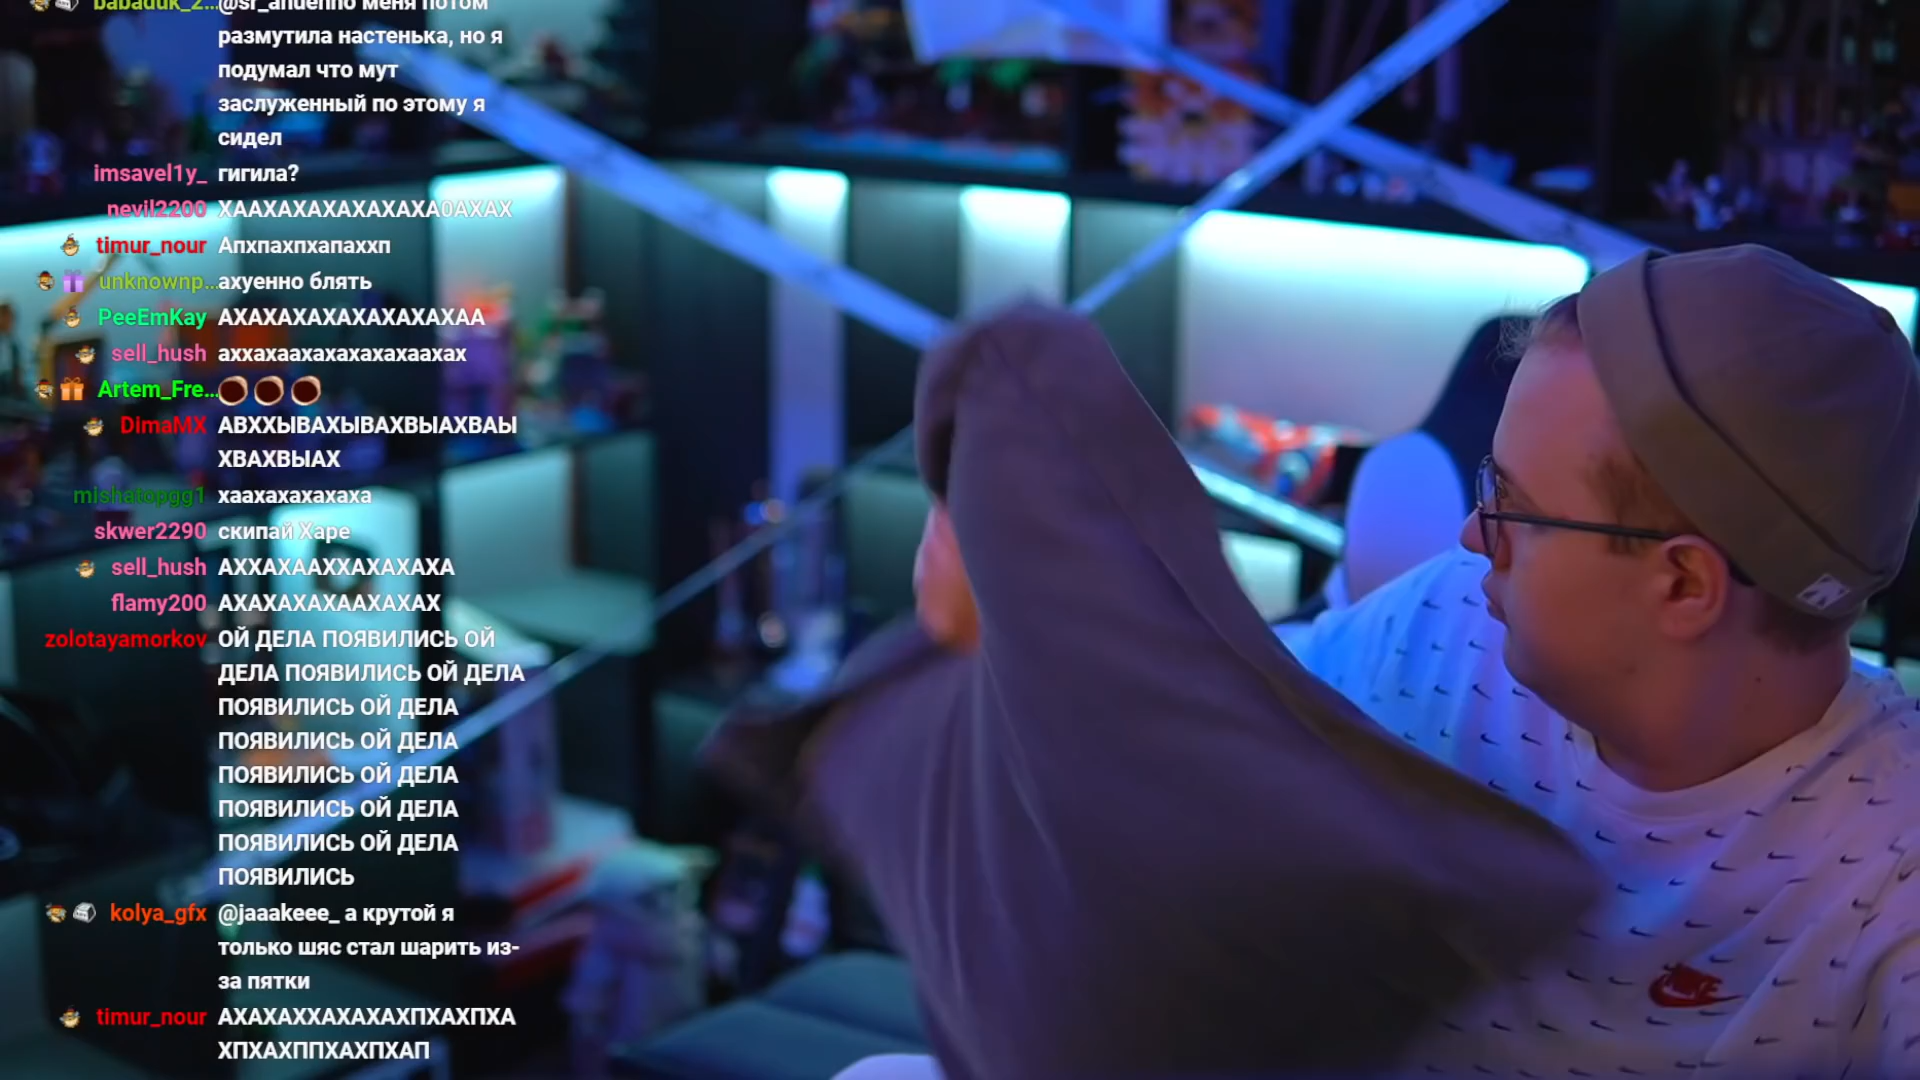 babaduk_2... @sr_anuenno меня потом
размутила настенька, но я
подумал что мут
заслуженный по этому я
сидел
imsavel1y_ гигила?
nevil2200 ХААХАХАХАХАХАХА0АХАХ
timur_nour Апхпахпхапаххп
unknownp... ахуенно блять
PeeEmKay АХАХАХАХАХАХАХАХАА
sell_hush аххахаахахахахахаахах
Artem_Fre...
DimaMX АВХХЫВАХЫВАХВЫАХВАЫ
ХВАХВЫАХ
mishatopgg1 хаахахахахаха
skwer2290 скипай Харе
sell_hush АХХАХААХХАХАХАХА
flamy200 АХАХАХАХААХАХАХ
zolotayamorkov ОЙ ДЕЛА ПОЯВИЛИСЬ ОЙ
ДЕЛА ПОЯВИЛИСЬ ОЙ ДЕЛА
ПОЯВИЛИСЬ ОЙ ДЕЛА
ПОЯВИЛИСЬ ОЙ ДЕЛА
ПОЯВИЛИСЬ ОЙ ДЕЛА
ПОЯВИЛИСЬ ОЙ ДЕЛА
ПОЯВИЛИСЬ ОЙ ДЕЛА
ПОЯВИЛИСЬ
kolya_gfx @jaaakeee_ а крутой я
только шяс стал шарить из-
за пятки
timur_nour АХАХАХХАХАХАХПХАХПХА
ХПХАХППХАХПХАП